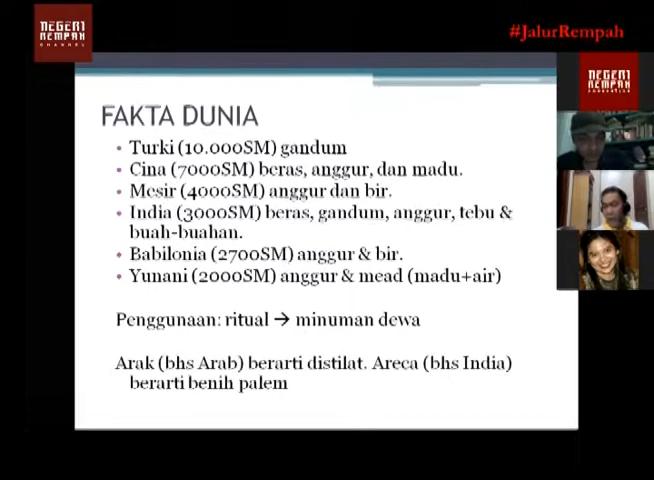 NEGERI
REMPAH
CHANNEL
#JalurRempah
NEGERI
REMPAH
FOUNDATION
FAKTA DUNIA
• Turki (10.000SM) gandum
• Cina (7000SM) beras, anggur, dan madu.
• Mesir (4000SM) anggur dan bir.
• India (3000SM) beras, gandum, anggur, tebu &
buah-buahan.
• Babilonia (2700SM) anggur & bir.
• Yunani (2000SM) anggur & mead (madu+air)
Penggunaan: ritual → minuman dewa
Arak (bhs Arab) berarti distilat. Areca (bhs India)
berarti benih palem